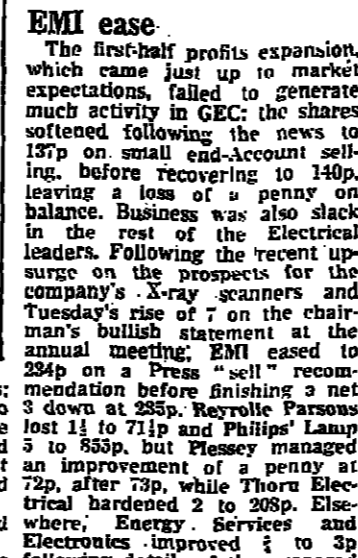 EMI ease
The first-half profits expansion,
which came just up to market
expectations, failed to generate
much activity in GEC: the shares
softened following the news to
137p on small end-Account sell-
ing, before recovering to 140p,
leaving a loss of a penny on
balance. Business was also slack
in the rest of the Electrical
leaders. Following the recent up-
surge on the prospects for the
company's X-ray scanners and
Tuesday's rise of 7 on the chair-
man's bullish statement at the
annual meeting; EMI eased to
234p on a Press "sell" recom-
mendation before finishing a net
3 down at 235p. Reyrolle Parsons
lost 1½ to 71½p and Philips' Lamp
5 to 855p, but Plessey managed
an improvement of a penny at
72p, after 73p, while Thorn Elec-
trical hardened 2 to 208p. Else-
where, Energy Services and
Electronics improved to 3p